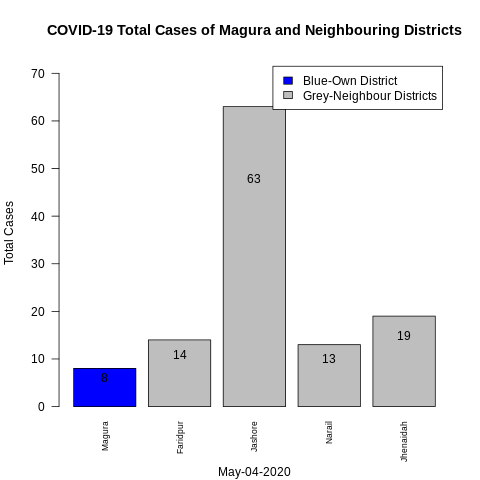 COVID-19 Total Cases of Magura and Neighbouring Districts
Blue-Own District
Grey-Neighbour Districts
Total Cases
70
60
50
40
30
20
10
0
8
14
63
13
19
Magura
Faridpur
Jashore
Narail
Jhenaidah
May-04-2020